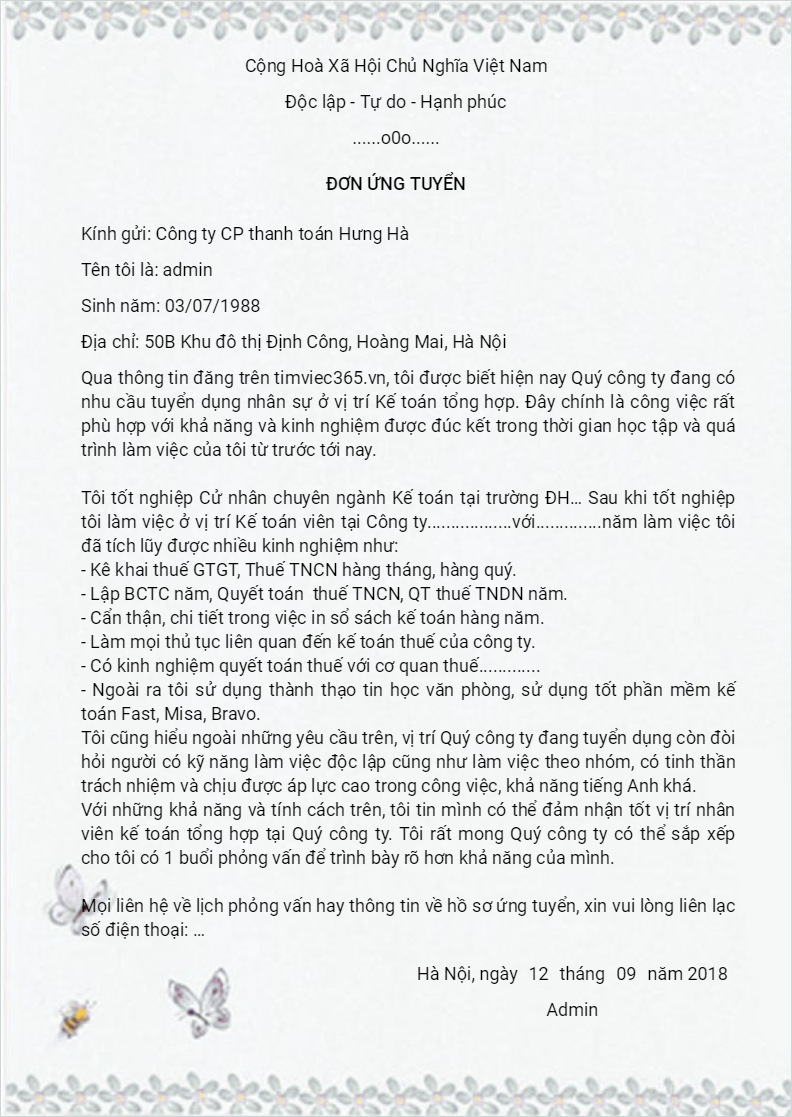 Cộng Hoà Xã Hội Chủ Nghĩa Việt Nam
Độc lập - Tự do - Hạnh phúc
......o0o......
ĐƠN ỨNG TUYỂN
Kính gửi: Công ty CP thanh toán Hưng Hà
Tên tôi là: admin
Sinh năm: 03/07/1988
Địa chỉ: 50B Khu đô thị Định Công, Hoàng Mai, Hà Nội
Qua thông tin đăng trên timviec365.vn, tôi được biết hiện nay Quý công ty đang có
nhu cầu tuyển dụng nhân sự ở vị trí Kế toán tổng hợp. Đây chính là công việc rất
phù hợp với khả năng và kinh nghiệm được đúc kết trong thời gian học tập và quá
trình làm việc của tôi từ trước tới nay.
Tôi tốt nghiệp Cử nhân chuyên ngành Kế toán tại trường ĐH... Sau khi tốt nghiệp
tôi làm việc ở vị trí Kế toán viên tại Công ty..................với..............năm làm việc tôi
đã tích lũy được nhiều kinh nghiệm như:
- Kê khai thuế GTGT, Thuế TNCN hàng tháng, hàng quý.
- Lập BCTC năm, Quyết toán  thuế TNCN, QT thuế TNDN năm.
- Cẩn thận, chi tiết trong việc in sổ sách kế toán hàng năm.
- Làm mọi thủ tục liên quan đến kế toán thuế của công ty.
- Có kinh nghiệm quyết toán thuế với cơ quan thuế.............
- Ngoài ra tôi sử dụng thành thạo tin học văn phòng, sử dụng tốt phần mềm kế
toán Fast, Misa, Bravo.
Tôi cũng hiểu ngoài những yêu cầu trên, vị trí Quý công ty đang tuyển dụng còn đòi
hỏi người có kỹ năng làm việc độc lập cũng như làm việc theo nhóm, có tinh thần
trách nhiệm và chịu được áp lực cao trong công việc, khả năng tiếng Anh khá.
Với những khả năng và tính cách trên, tôi tin mình có thể đảm nhận tốt vị trí nhân
viên kế toán tổng hợp tại Quý công ty. Tôi rất mong Quý công ty có thể sắp xếp
cho tôi có 1 buổi phỏng vấn để trình bày rõ hơn khả năng của mình.
Mọi liên hệ về lịch phỏng vấn hay thông tin về hồ sơ ứng tuyển, xin vui lòng liên lạc
số điện thoại: ...
Hà Nội, ngày 12 tháng 09 năm 2018
Admin